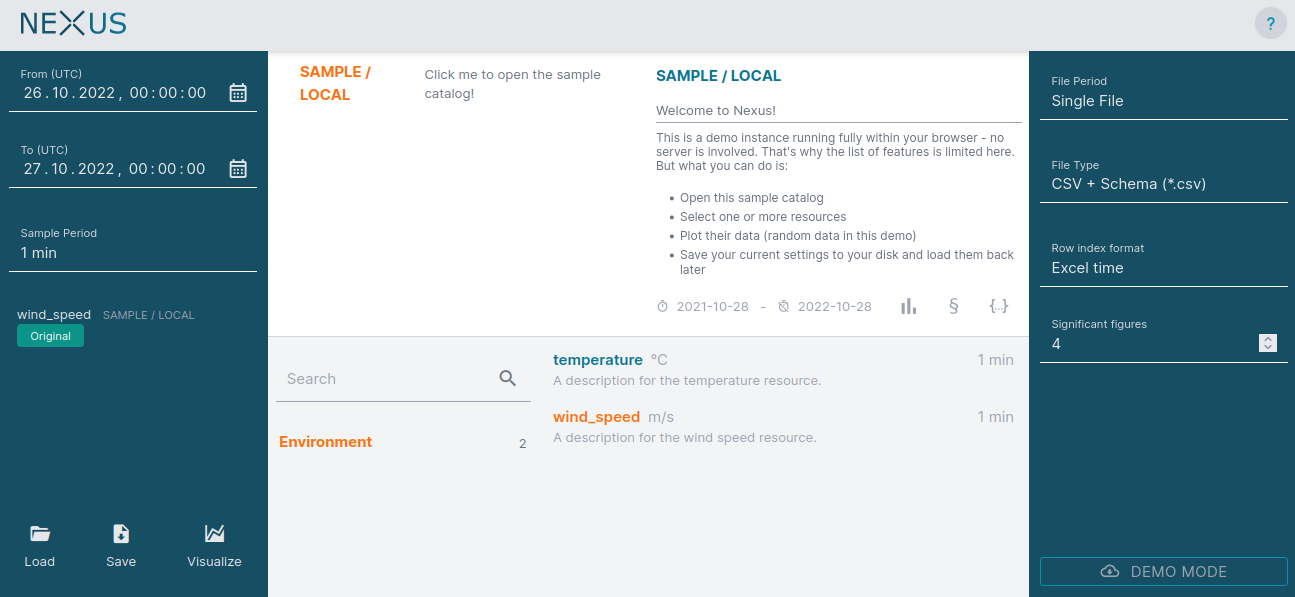 NEXUS
?
From (UTC)
26.10.2022, 00:00:00
To (UTC)
27.10.2022, 00:00:00
Sample Period
1 min
wind_speed SAMPLE / LOCAL
Original
Load
Save
Visualize
SAMPLE /
LOCAL
Click me to open the sample
catalog!
SAMPLE / LOCAL
Welcome to Nexus!
This is a demo instance running fully within your browser - no
server is involved. That's why the list of features is limited here.
But what you can do is:
• Open this sample catalog
• Select one or more resources
• Plot their data (random data in this demo)
• Save your current settings to your disk and load them back
later
2021-10-28 - 2022-10-28 § {..}
Search
Environment 2
temperature °C 1 min
A description for the temperature resource.
wind_speed m/s 1 min
A description for the wind speed resource.
File Period
Single File
File Type
CSV + Schema (*.csv)
Row index format
Excel time
Significant figures
4
DEMO MODE